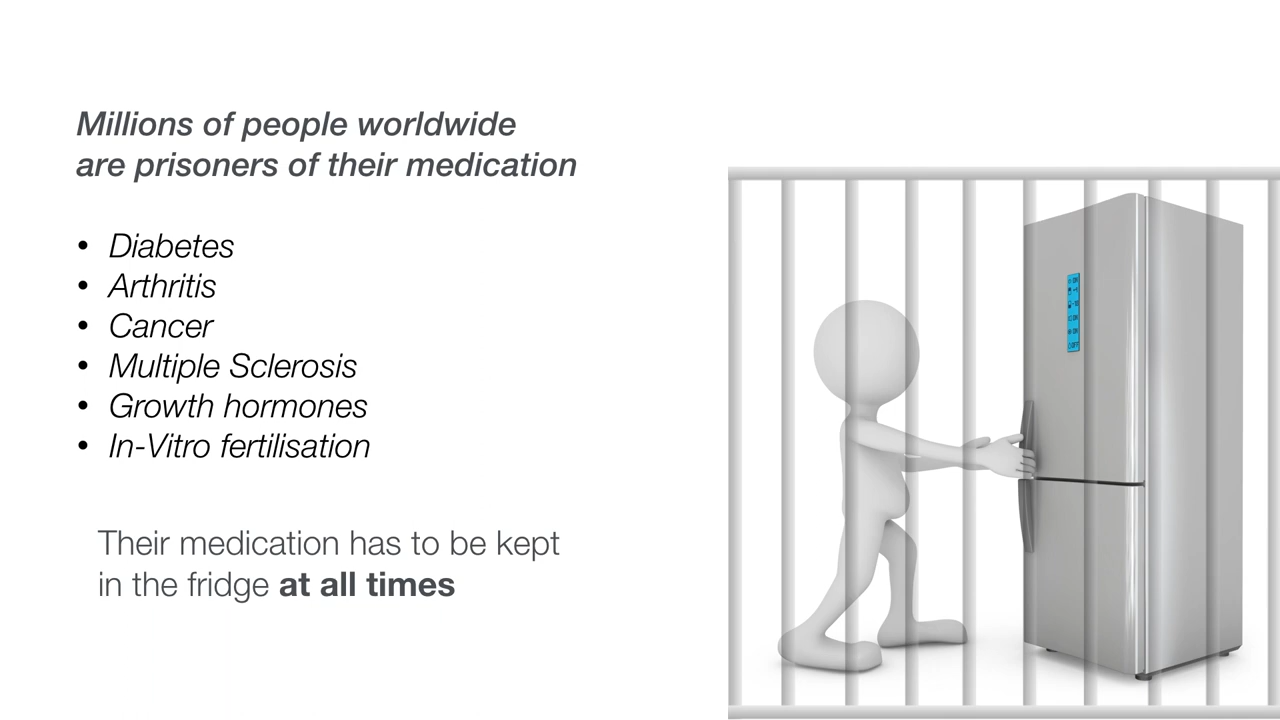 Millions of people worldwide
are prisoners of their medication
• Diabetes
• Arthritis
• Cancer
• Multiple Sclerosis
• Growth hormones
• In-Vitro fertilisation
Their medication has to be kept
in the fridge at all times